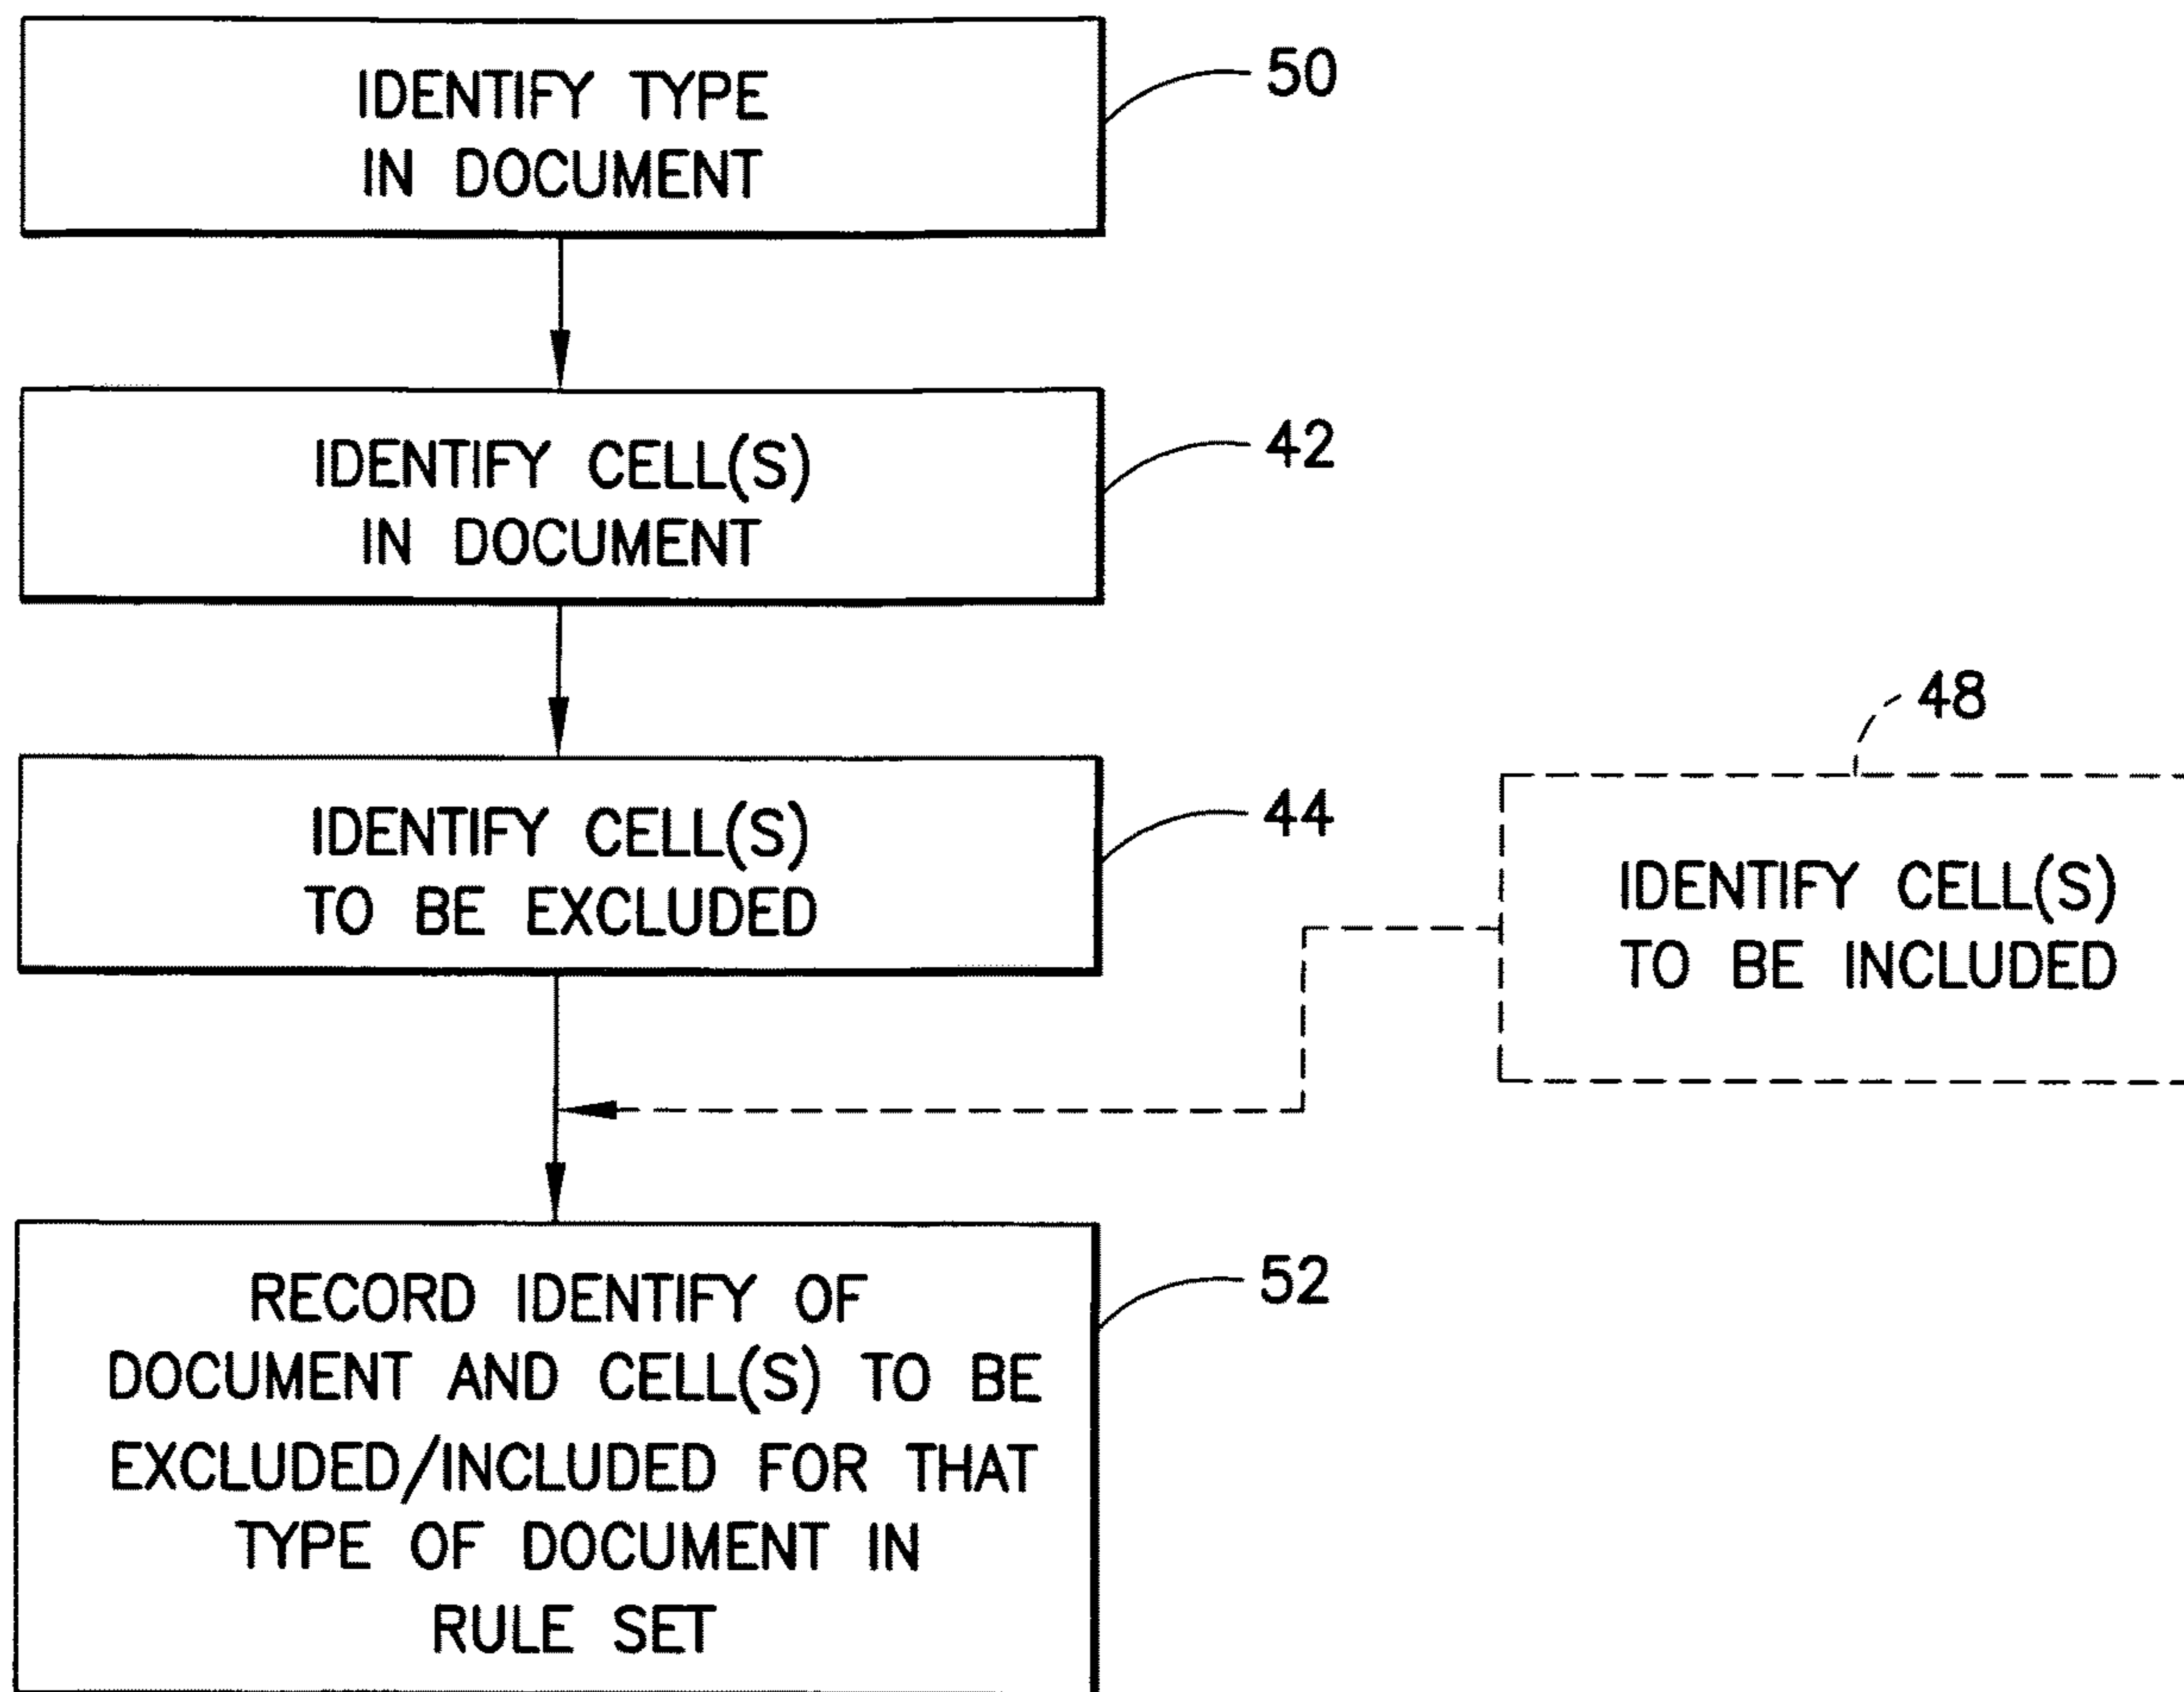 IDENTIFY TYPE
IN DOCUMENT
50
IDENTIFY CELL(S)
IN DOCUMENT
42
IDENTIFY CELL(S)
TO BE EXCLUDED
44
48
IDENTIFY CELL(S)
TO BE INCLUDED
RECORD IDENTIFY OF
DOCUMENT AND CELL(S) TO BE
EXCLUDED/INCLUDED FOR THAT
TYPE OF DOCUMENT IN
RULE SET
52